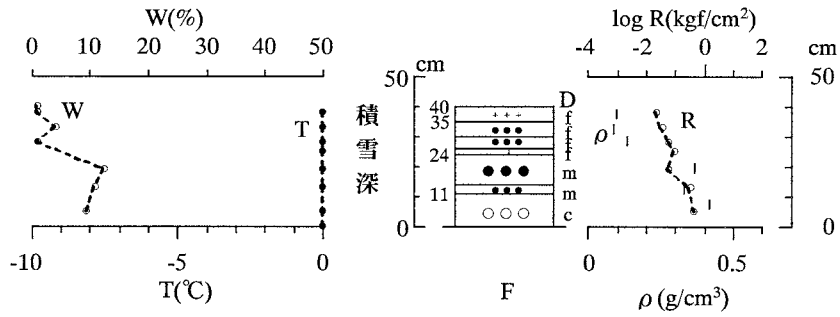 W(%)
0 10 20 30 40 50
W
T
-10 -5 0
T(℃)
積雪深
cm
50
40
35
24
11
0
D
f
f
f
f
m
m
c
F
log R(kgf/cm²)
-4 -2 0 2
cm
50
R
ρ
0
0 0.5
ρ (g/cm³)